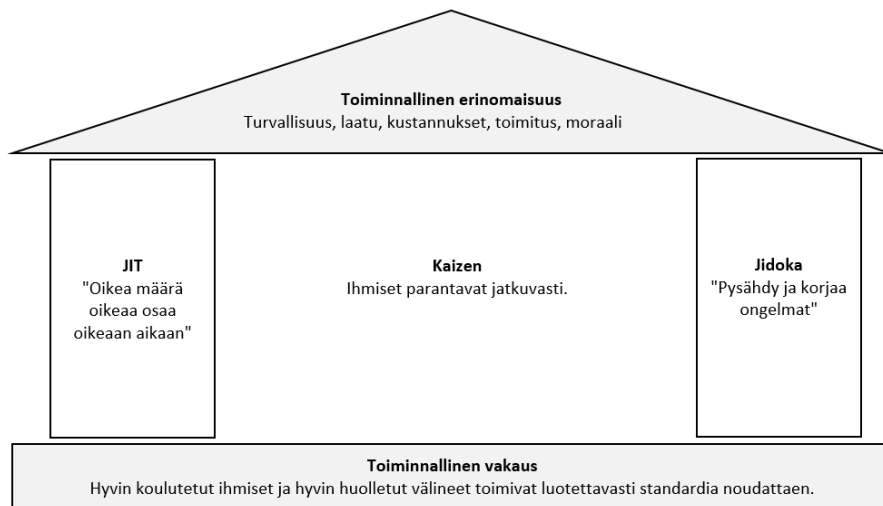 Toiminnallinen erinomaisuus
Turvallisuus, laatu, kustannukset, toimitus, moraali
JIT
"Oikea määrä
oikeaa osaa
oikeaan aikaan"
Kaizen
Ihmiset parantavat jatkuvasti.
Jidoka
"Pysähdy ja korjaa
ongelmat"
Toiminnallinen vakaus
Hyvin koulutetut ihmiset ja hyvin huolletut välineet toimivat luotettavasti standardia noudattaen.